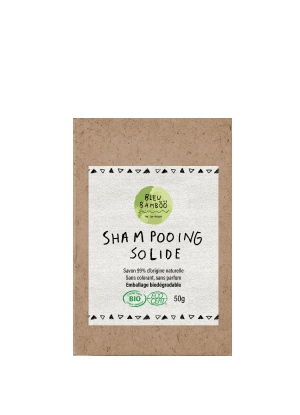 BLEU
BAMBOO
SHAMPOOING
SOLIDE
Savon 99% d'origine naturelle
Sans colorant, sans parfum
Emballage biodégradable
BIO
50g